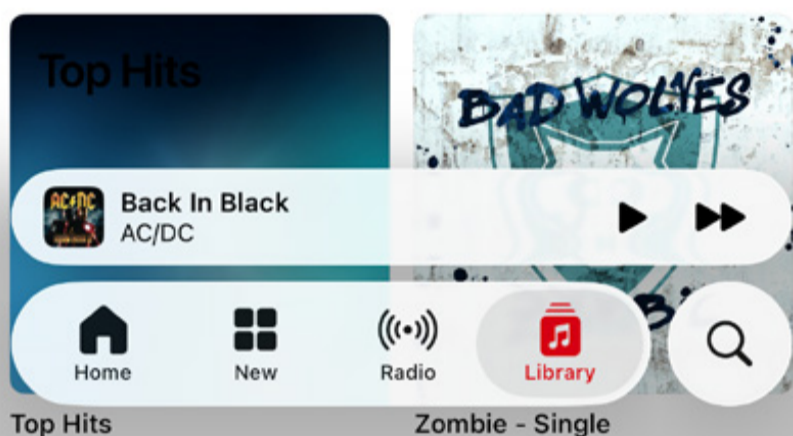 Top Hits
BAD WOLVES
AC/DC
Back In Black
AC/DC
Home
New
Radio
Library
Top Hits
Zombie - Single